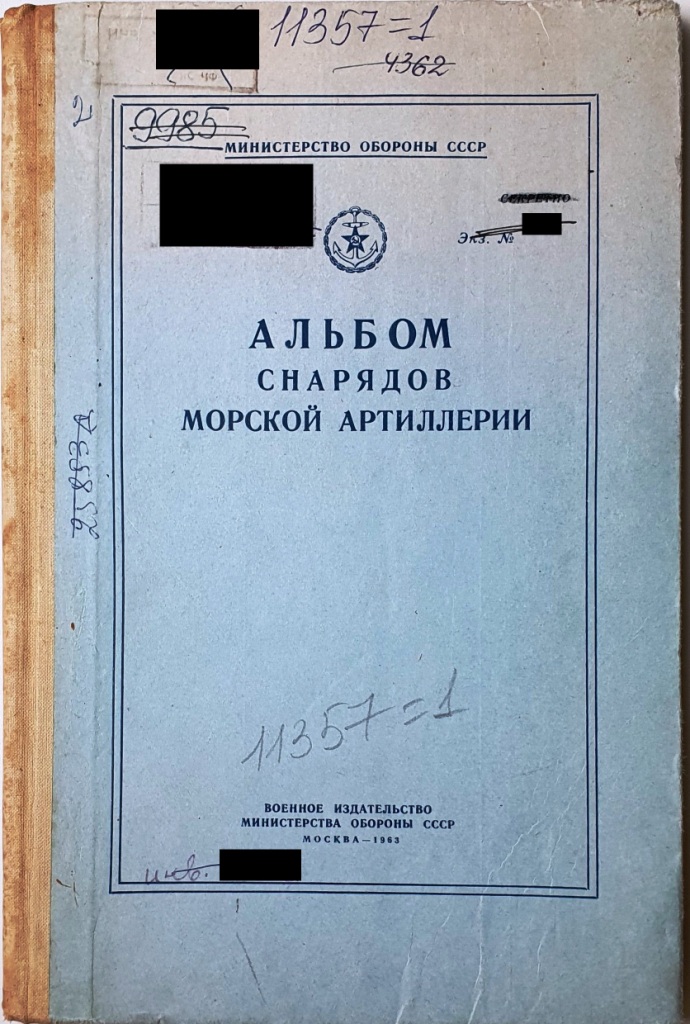 11357=1
4362
2
9985
МИНИСТЕРСТВО ОБОРОНЫ СССР
СЕКРЕТНО
Экз. №
АЛЬБОМ
СНАРЯДОВ
МОРСКОЙ АРТИЛЛЕРИИ
11357=1
ВОЕННОЕ ИЗДАТЕЛЬСТВО
МИНИСТЕРСТВА ОБОРОНЫ СССР
МОСКВА—1963
инв.